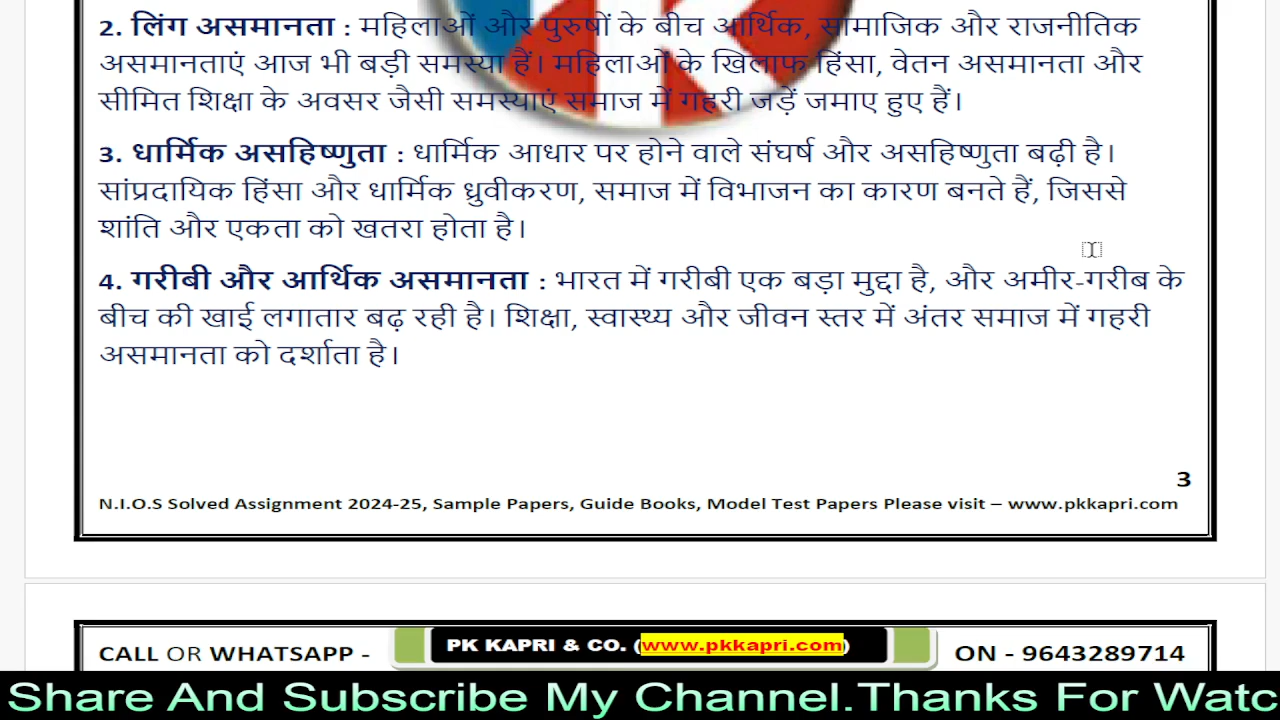 2. लिंग असमानता : महिलाओं और पुरुषों के बीच आर्थिक, सामाजिक और राजनीतिक
असमानताएं आज भी बड़ी समस्या हैं। महिलाओं के खिलाफ हिंसा, वेतन असमानता और
सीमित शिक्षा के अवसर जैसी समस्याएं समाज में गहरी जड़ें जमाए हुए हैं।
3. धार्मिक असहिष्णुता : धार्मिक आधार पर होने वाले संघर्ष और असहिष्णुता बढ़ी है।
सांप्रदायिक हिंसा और धार्मिक ध्रुवीकरण, समाज में विभाजन का कारण बनते हैं, जिससे
शांति और एकता को खतरा होता है।
4. गरीबी और आर्थिक असमानता : भारत में गरीबी एक बड़ा मुद्दा है, और अमीर-गरीब के
बीच की खाई लगातार बढ़ रही है। शिक्षा, स्वास्थ्य और जीवन स्तर में अंतर समाज में गहरी
असमानता को दर्शाता है।
3
N.I.O.S Solved Assignment 2024-25, Sample Papers, Guide Books, Model Test Papers Please visit – www.pkkapri.com
CALL OR WHATSAPP - PK KAPRI & CO. (www.pkkapri.com) ON - 9643289714
Share And Subscribe My Channel.Thanks For Watc